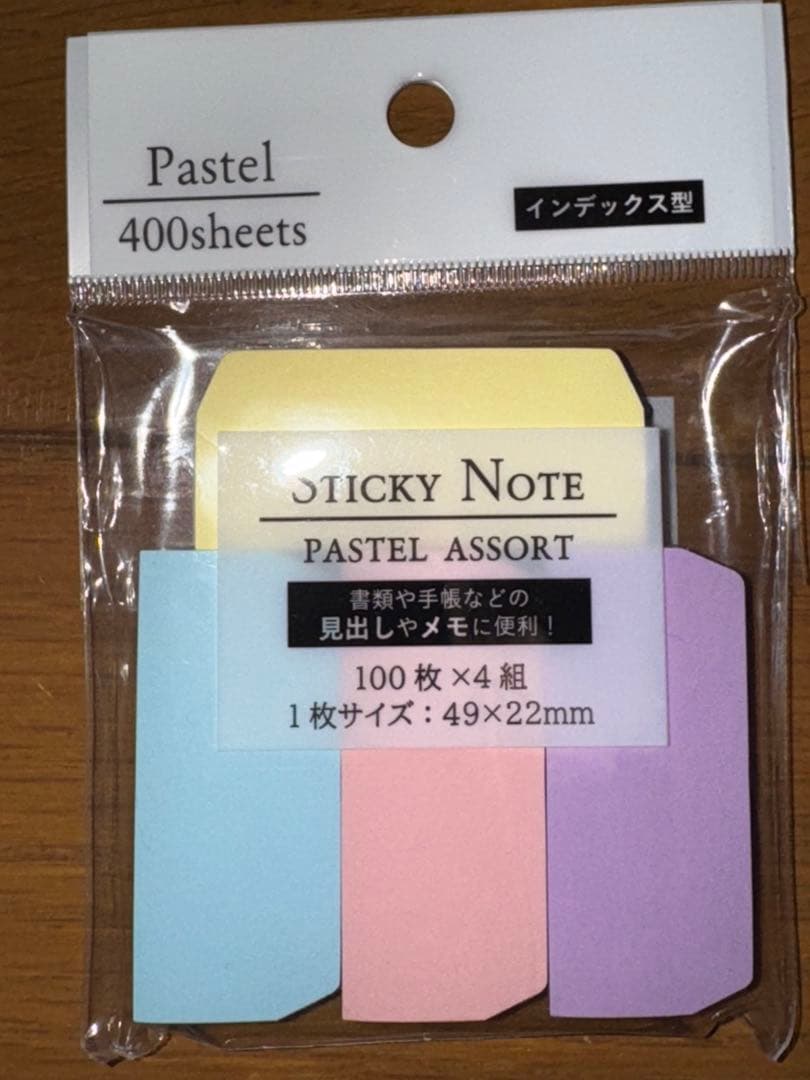 Pastel
400sheets
インデックス型
STICKY NOTE
PASTEL ASSORT
書類や手帳などの
見出しやメモに便利！
100枚×4組
1枚サイズ：49×22mm